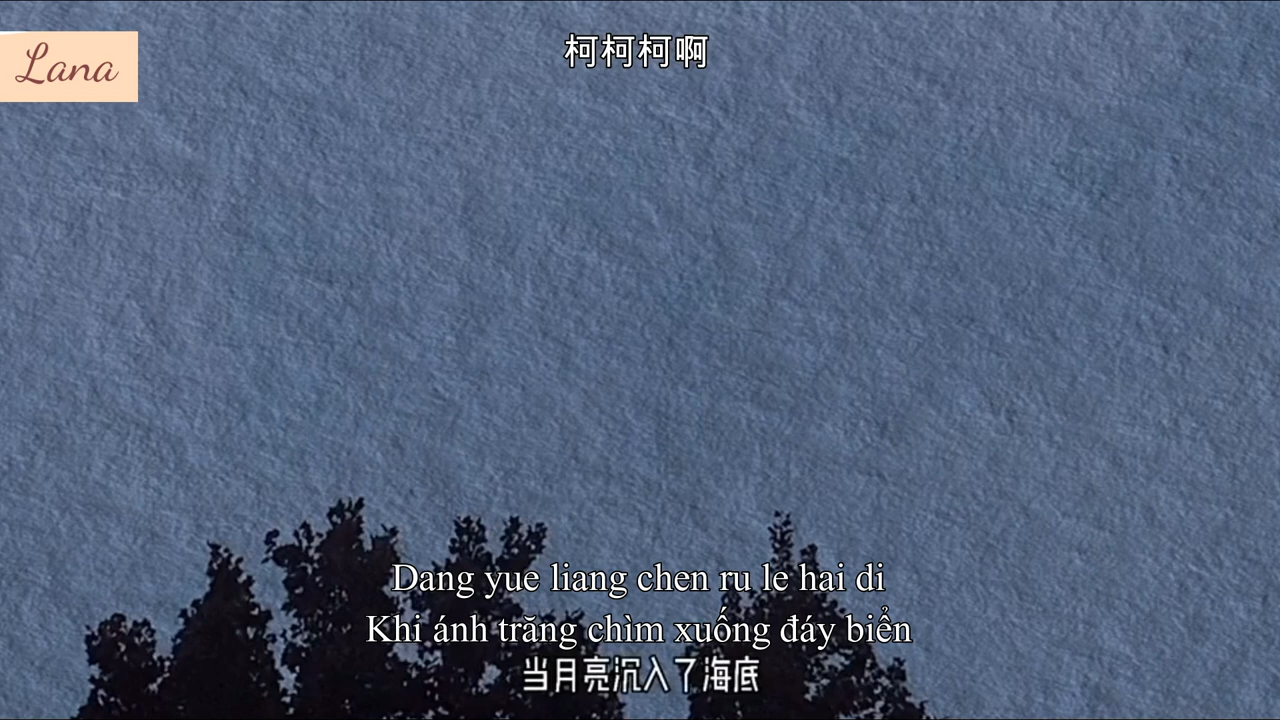 Lana
柯柯柯啊
Dang yue liang chen ru le hai di
Khi ánh trăng chìm xuống đáy biển
当月亮沉入了海底